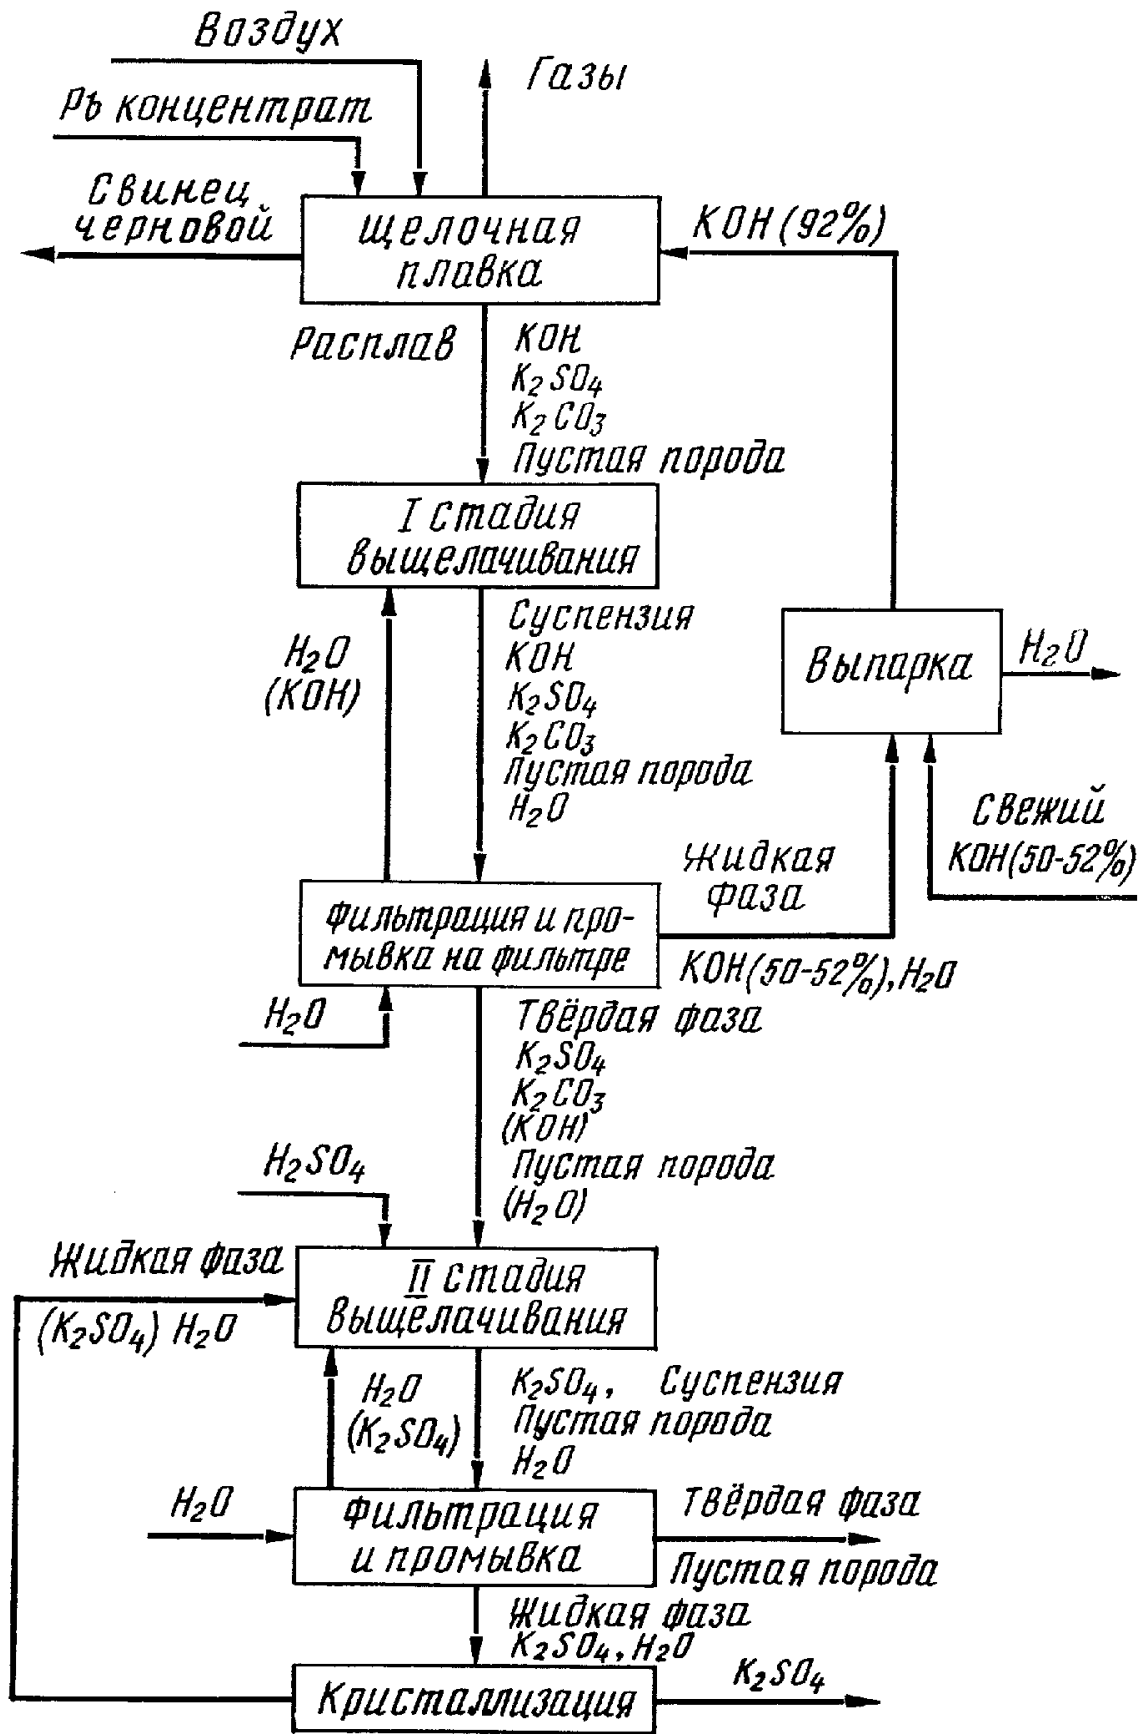 Воздух
Газы
Pb концентрат
Свинец
черновой
Щелочная
плавка
KOH (92%)
Расплав
KOH
K₂SO₄
K₂CO₃
Пустая порода
I стадия
выщелачивания
H₂O
(KOH)
Суспензия
KOH
K₂SO₄
K₂CO₃
Пустая порода
H₂O
Выпарка
H₂O
Свежий
KOH(50-52%)
Жидкая
фаза
Фильтрация и про-
мывка на фильтре
KOH(50-52%),H₂O
H₂O
Твёрдая фаза
K₂SO₄
K₂CO₃
(KOH)
Пустая порода
(H₂O)
H₂SO₄
Жидкая фаза
(K₂SO₄) H₂O
II стадия
выщелачивания
H₂O
(K₂SO₄)
K₂SO₄, Суспензия
Пустая порода
H₂O
H₂O
Фильтрация
и промывка
Твёрдая фаза
Пустая порода
Жидкая фаза
K₂SO₄,H₂O
Кристаллизация
K₂SO₄